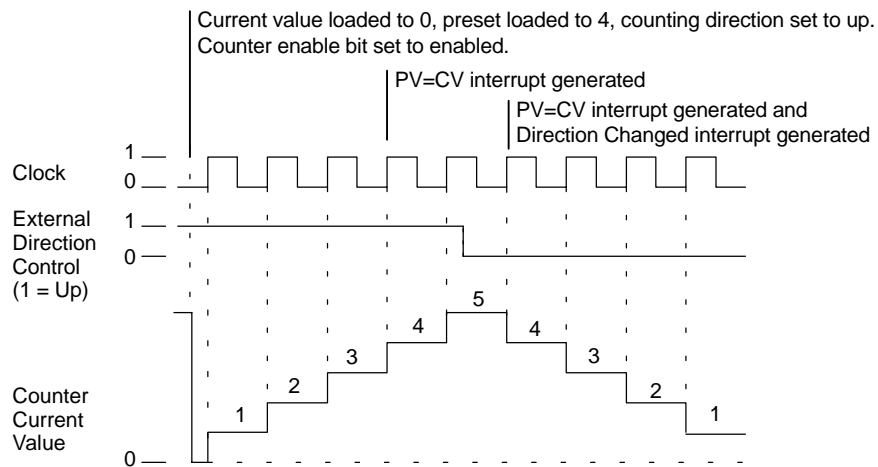 Current value loaded to 0, preset loaded to 4, counting direction set to up.
Counter enable bit set to enabled.
PV=CV interrupt generated
PV=CV interrupt generated and
Direction Changed interrupt generated
Clock
1
0
External
Direction
Control
(1 = Up)
1
0
Counter
Current
Value
0
1
2
3
4
5
4
3
2
1